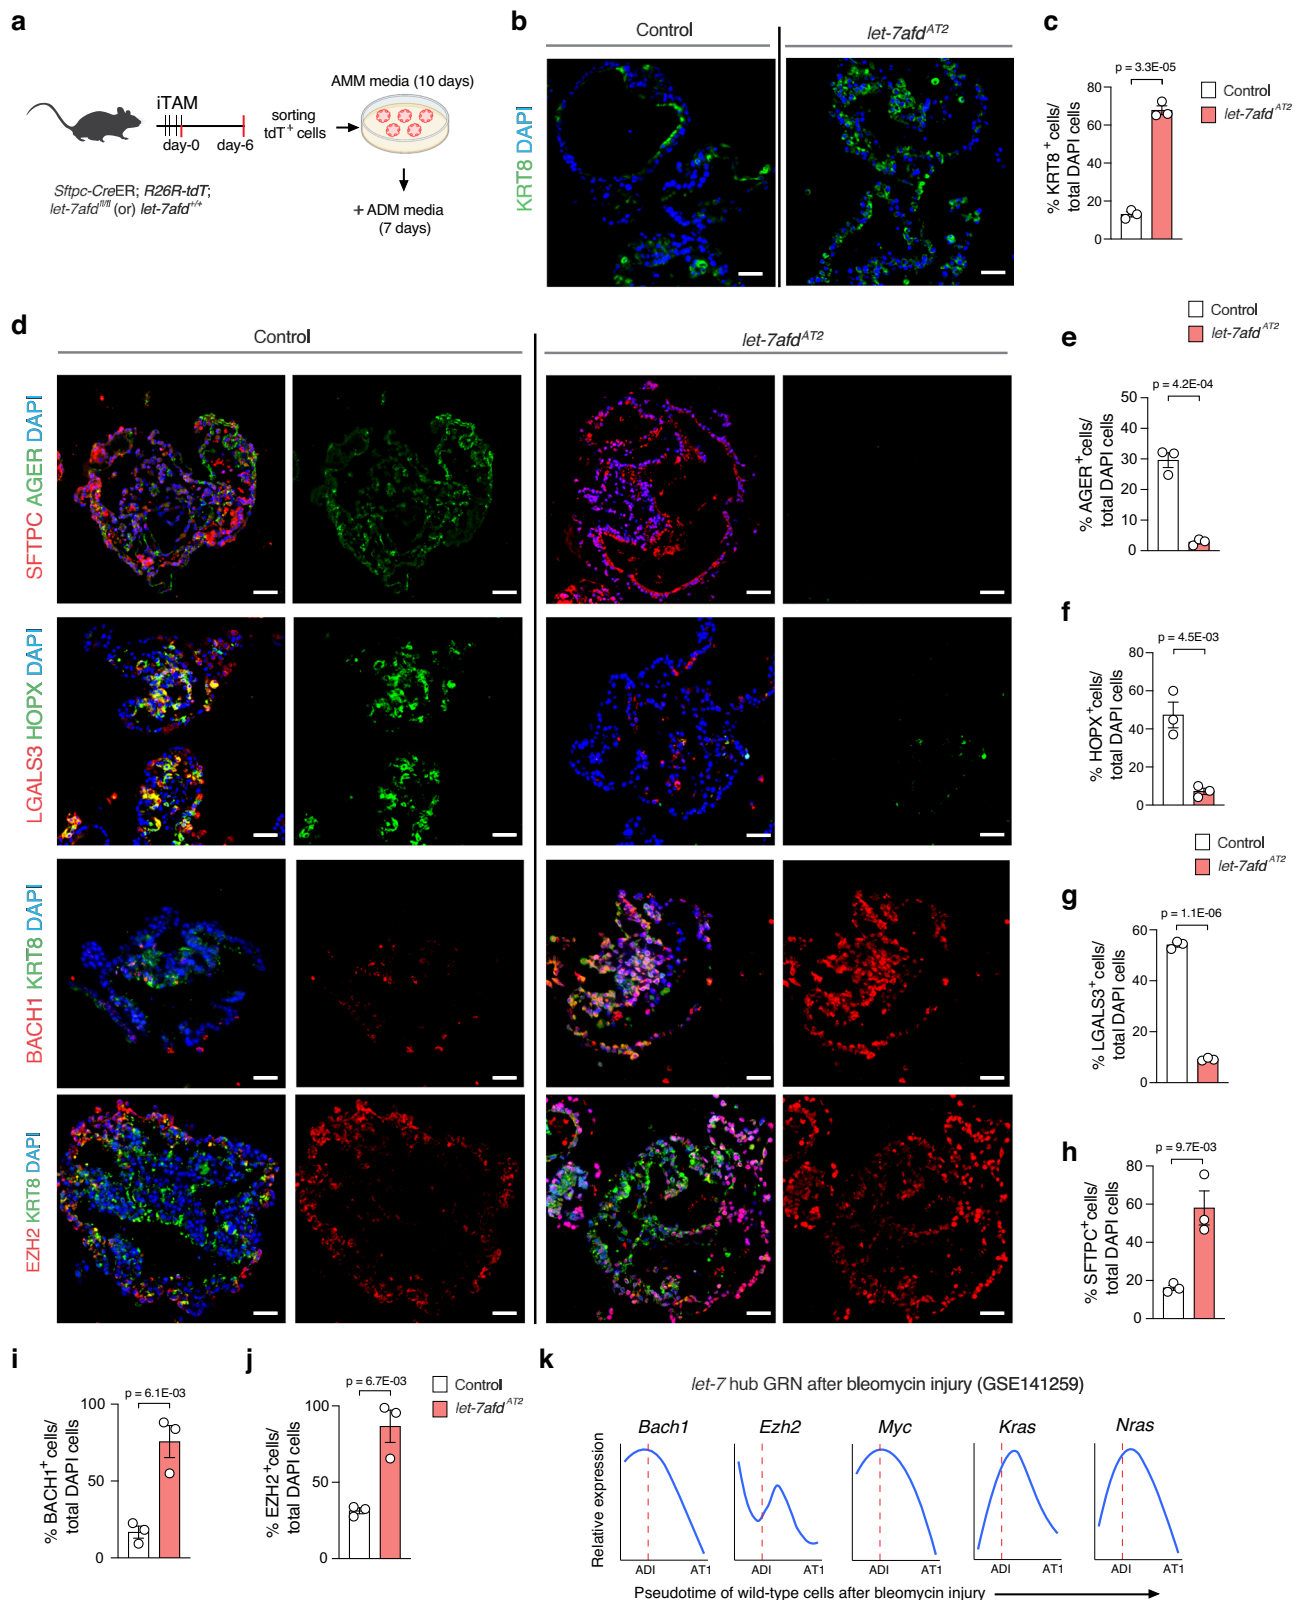 a
iTAM
day-0
day-6
sorting
tdT+ cells
AMM media (10 days)
+ ADM media
(7 days)
Sftpc-CreER; R26R-tdT;
let-7afd^fl/fl (or) let-7afd^+/+
b
Control
let-7afd^AT2
KRT8 DAPI
c
p = 3.3E-05
% KRT8+cells/
total DAPI cells
80
60
40
20
0
Control
let-7afd^AT2
d
Control
let-7afd^AT2
SFTPC AGER DAPI
LGALS3 HOPX DAPI
BACH1 KRT8 DAPI
EZH2 KRT8 DAPI
Control
let-7afd^AT2
e
p = 4.2E-04
% AGER+cells/
total DAPI cells
50
40
30
20
10
0
f
p = 4.5E-03
% HOPX+cells/
total DAPI cells
80
60
40
20
0
Control
let-7afd^AT2
g
p = 1.1E-06
% LGALS3+cells/
total DAPI cells
60
40
20
0
h
p = 9.7E-03
% SFTPC+cells/
total DAPI cells
80
60
40
20
0
i
p = 6.1E-03
% BACH1+ cells/
total DAPI cells
100
50
0
j
p = 6.7E-03
% EZH2+cells/
total DAPI cells
100
50
0
Control
let-7afd^AT2
k
let-7 hub GRN after bleomycin injury (GSE141259)
Bach1
Ezh2
Myc
Kras
Nras
Relative expression
ADI AT1
ADI AT1
ADI AT1
ADI AT1
ADI AT1
Pseudotime of wild-type cells after bleomycin injury